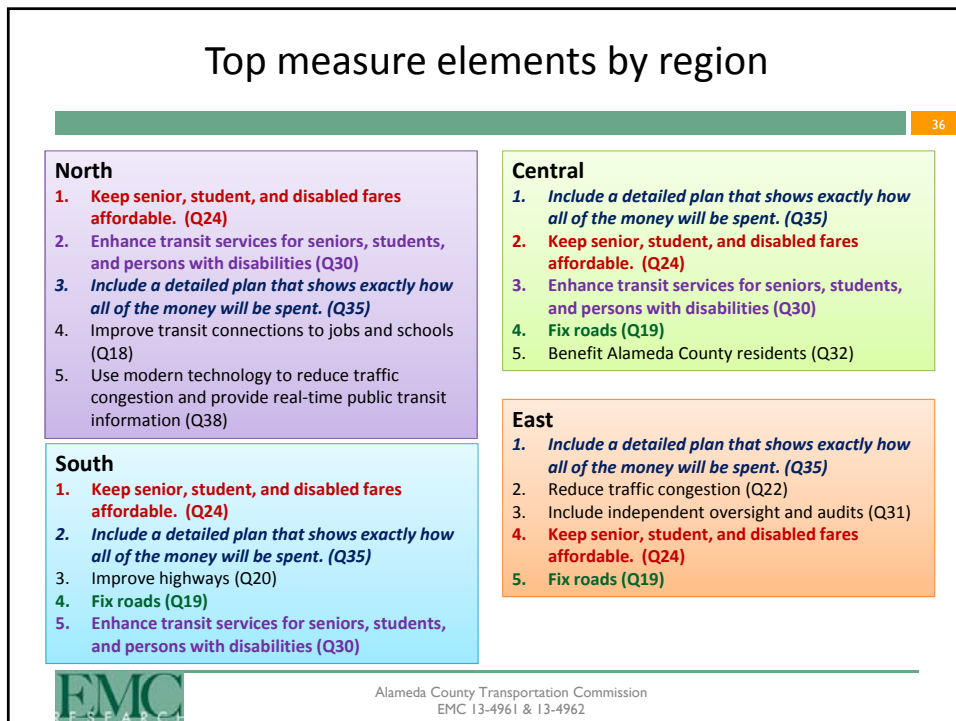 Top measure elements by region
36
North
1. Keep senior, student, and disabled fares
affordable. (Q24)
2. Enhance transit services for seniors, students,
and persons with disabilities (Q30)
3. Include a detailed plan that shows exactly how
all of the money will be spent. (Q35)
4. Improve transit connections to jobs and schools
(Q18)
5. Use modern technology to reduce traffic
congestion and provide real-time public transit
information (Q38)
South
1. Keep senior, student, and disabled fares
affordable. (Q24)
2. Include a detailed plan that shows exactly how
all of the money will be spent. (Q35)
3. Improve highways (Q20)
4. Fix roads (Q19)
5. Enhance transit services for seniors, students,
and persons with disabilities (Q30)
Central
1. Include a detailed plan that shows exactly how
all of the money will be spent. (Q35)
2. Keep senior, student, and disabled fares
affordable. (Q24)
3. Enhance transit services for seniors, students,
and persons with disabilities (Q30)
4. Fix roads (Q19)
5. Benefit Alameda County residents (Q32)
East
1. Include a detailed plan that shows exactly how
all of the money will be spent. (Q35)
2. Reduce traffic congestion (Q22)
3. Include independent oversight and audits (Q31)
4. Keep senior, student, and disabled fares
affordable. (Q24)
5. Fix roads (Q19)
EMC
RESEARCH
Alameda County Transportation Commission
EMC 13-4961 & 13-4962